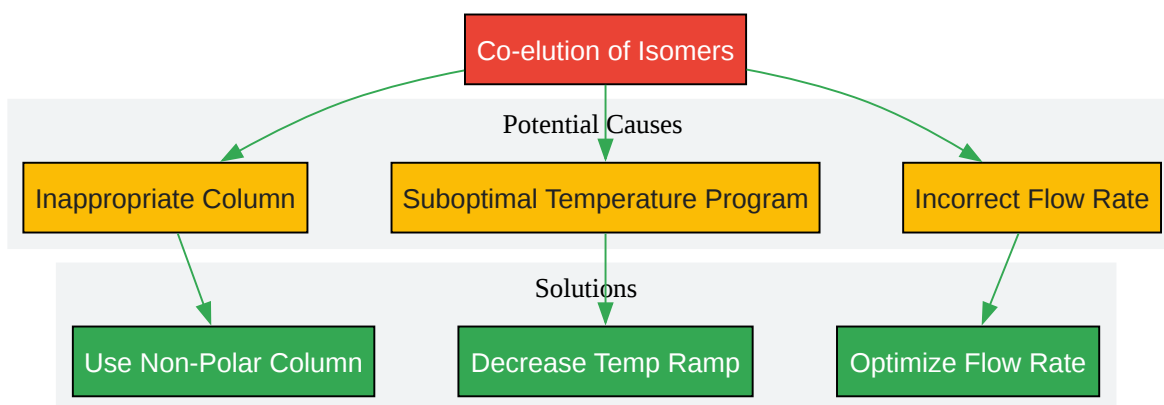 Co-elution of Isomers
Potential Causes
Inappropriate Column
Suboptimal Temperature Program
Incorrect Flow Rate
Solutions
Use Non-Polar Column
Decrease Temp Ramp
Optimize Flow Rate